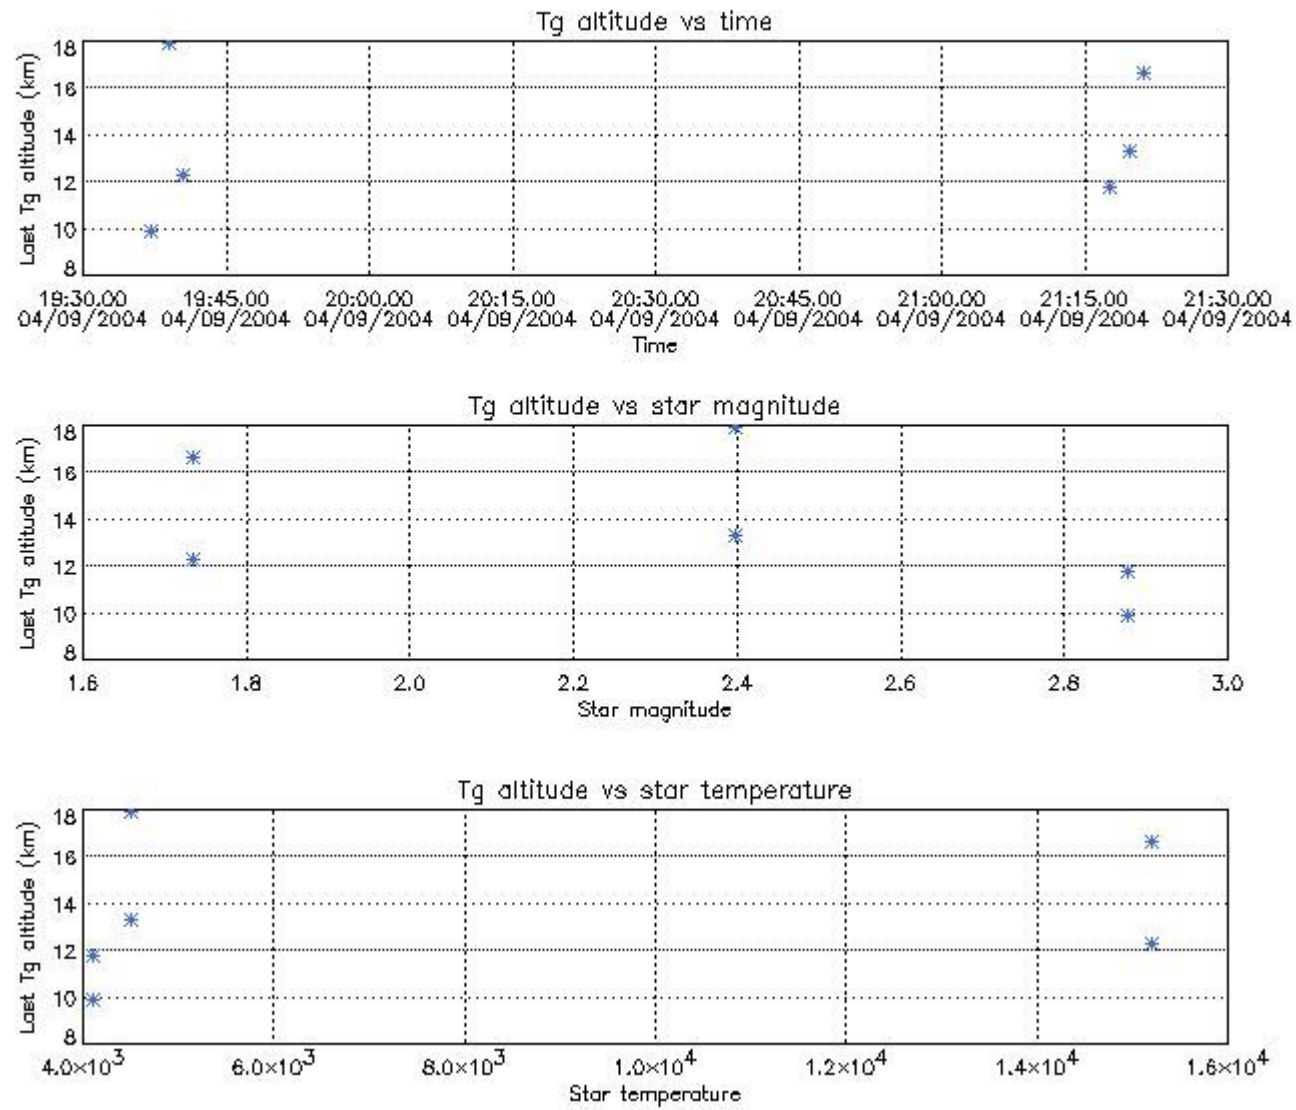 Tg altitude vs time
Last Tg altitude (km)
18
16
14
12
10
8
19:30.00 19:45.00 20:00.00 20:15.00 20:30.00 20:45.00 21:00.00 21:15.00 21:30.00
04/09/2004 04/09/2004 04/09/2004 04/09/2004 04/09/2004 04/09/2004 04/09/2004 04/09/2004 04/09/2004
Time
Tg altitude vs star magnitude
Last Tg altitude (km)
18
16
14
12
10
8
1.6 1.8 2.0 2.2 2.4 2.6 2.8 3.0
Star magnitude
Tg altitude vs star temperature
Last Tg altitude (km)
18
16
14
12
10
8
4.0×10³ 6.0×10³ 8.0×10³ 1.0×10⁴ 1.2×10⁴ 1.4×10⁴ 1.6×10⁴
Star temperature